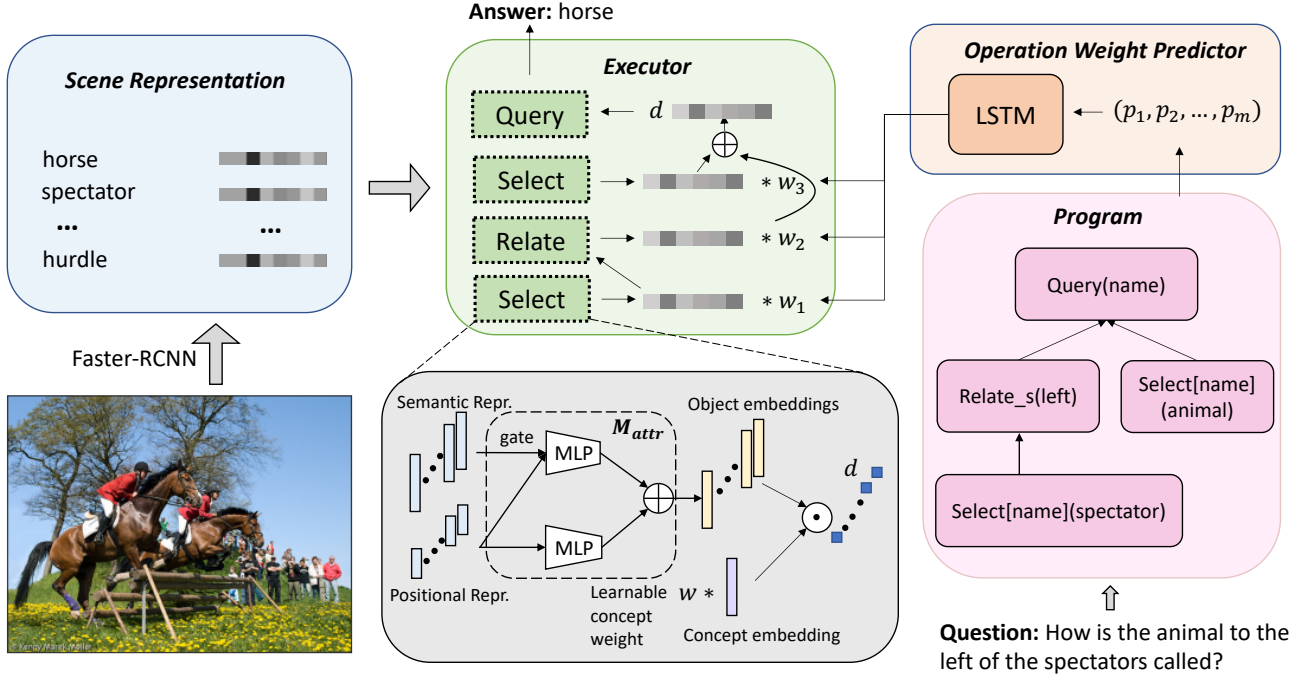 Answer: horse
Scene Representation
horse
spectator
...
...
hurdle
Faster-RCNN
© Kenny Marek Møller
Executor
Query
d
Select
* w3
Relate
* w2
Select
* w1
Operation Weight Predictor
LSTM
(p1, p2, ..., pm)
Program
Query(name)
Relate_s(left)
Select[name]
(animal)
Select[name](spectator)
Question: How is the animal to the
left of the spectators called?
Semantic Repr.
gate
MLP
Mattr
Object embeddings
d
MLP
Positional Repr.
Learnable
concept
weight
w *
Concept embedding